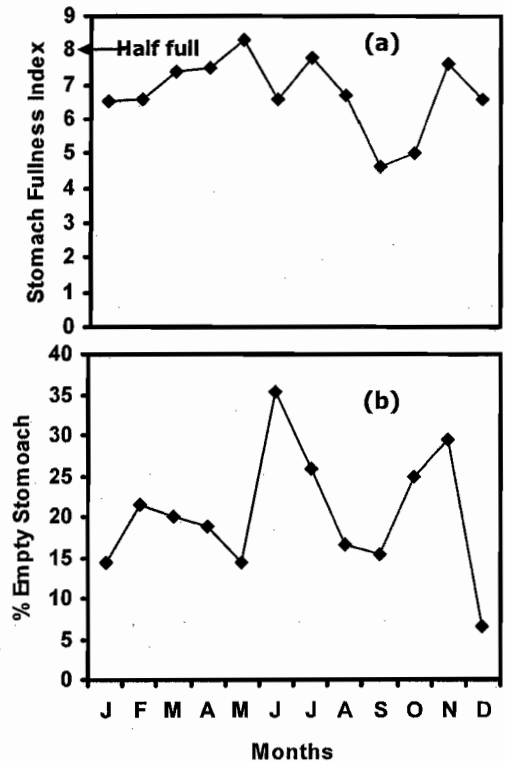 Stomach Fullness Index
9
8
7
6
5
4
3
2
1
0
Half full
(a)
% Empty Stomoach
40
35
30
25
20
15
10
5
0
(b)
J F M A M J J A S O N D
Months